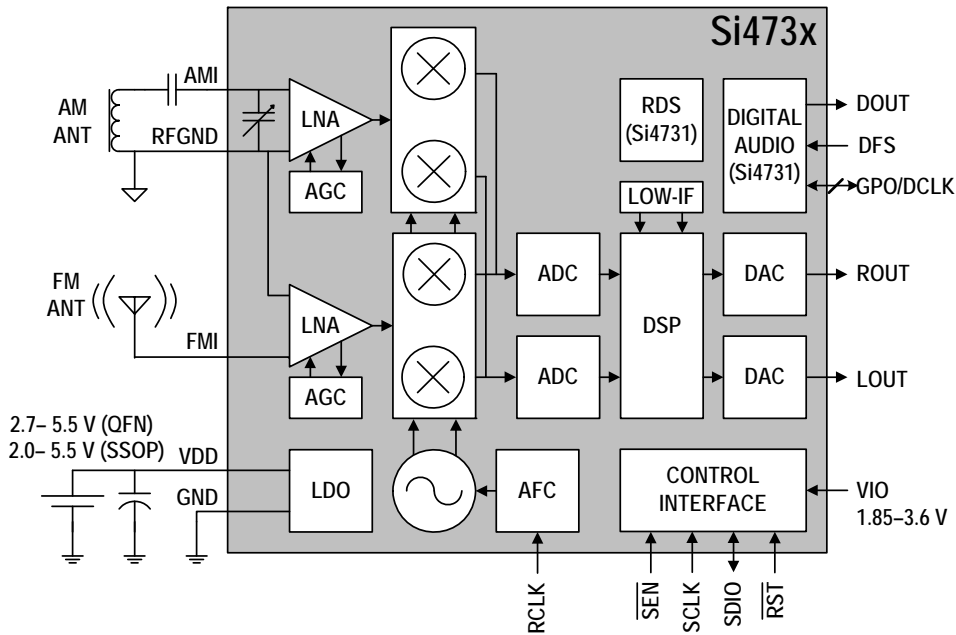 Si473x
AMI
AM
ANT
RFGND
LNA
AGC
RDS
(Si4731)
DIGITAL
AUDIO
(Si4731)
DOUT
DFS
GPO/DCLK
LOW-IF
FM
ANT
FMI
LNA
AGC
ADC
ADC
DSP
DAC
DAC
ROUT
LOUT
2.7– 5.5 V (QFN)
2.0– 5.5 V (SSOP)
VDD
GND
LDO
AFC
CONTROL
INTERFACE
VIO
1.85–3.6 V
RCLK
SEN
SCLK
SDIO
RST